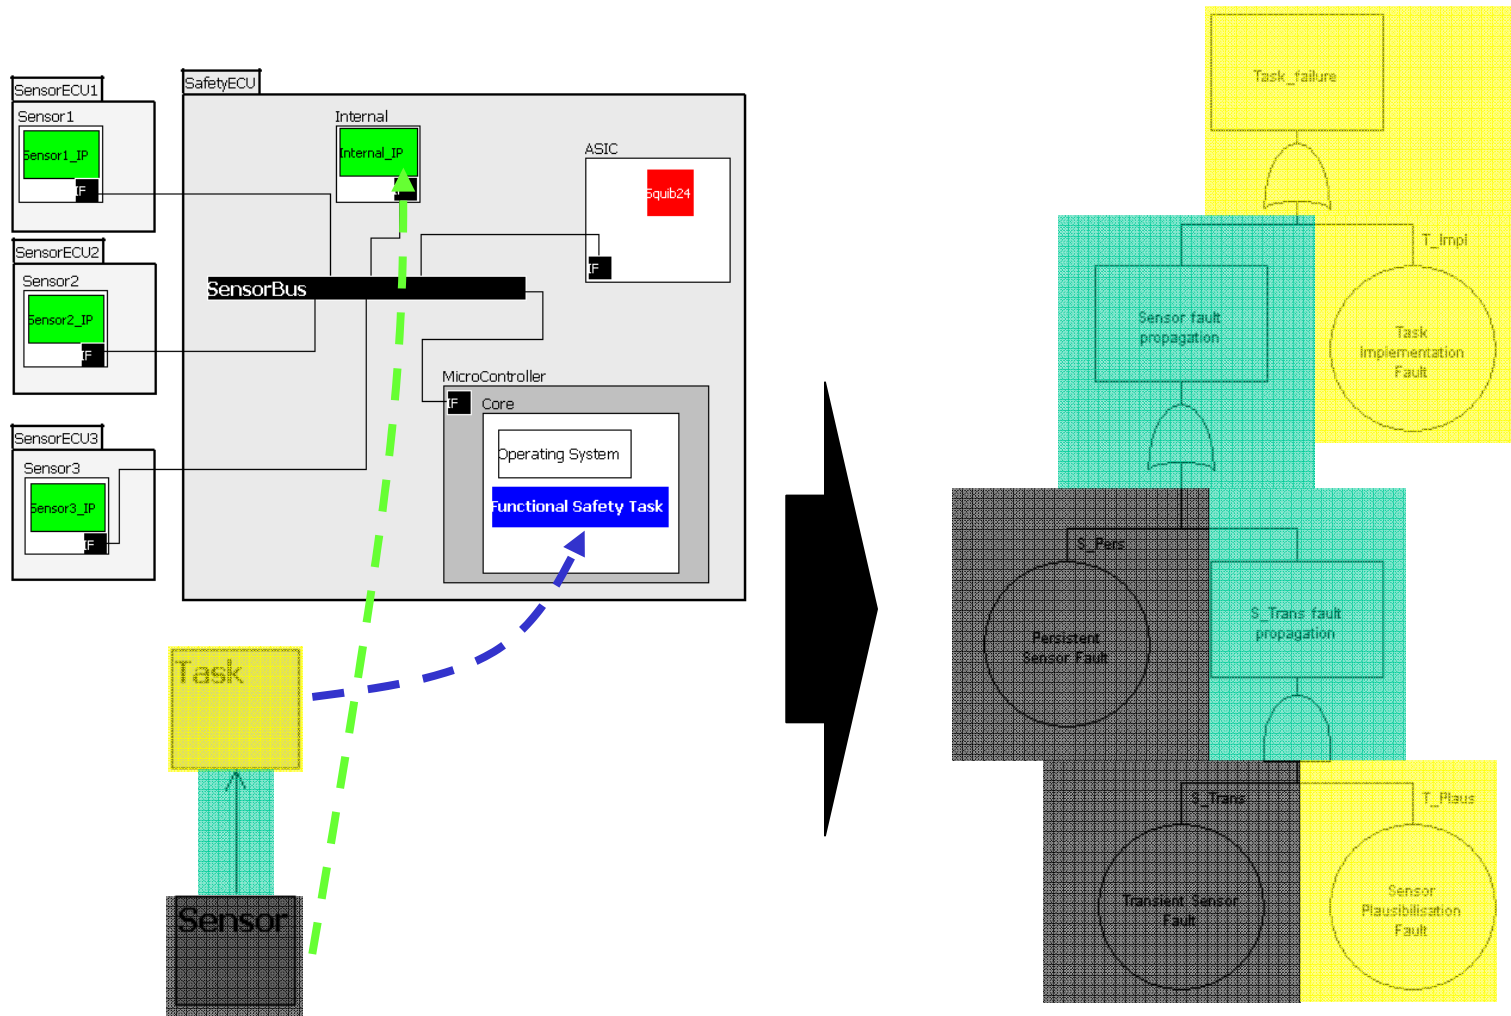 SensorECU1
Sensor1
Sensor1_IP
IF
SensorECU2
Sensor2
Sensor2_IP
IF
SensorECU3
Sensor3
Sensor3_IP
IF
SafetyECU
Internal
Internal_IP
ASIC
Squib24
IF
SensorBus
MicroController
IF
Core
Operating System
Functional Safety Task
Task
Sensor
Task_failure
T_Impl
Sensor fault
propagation
Task
Implementation
Fault
S_Pers
Persistent
Sensor Fault
S_Trans fault
propagation
S_Trans
T_Plaus
Transient Sensor
Fault
Sensor
Plausibilisation
Fault